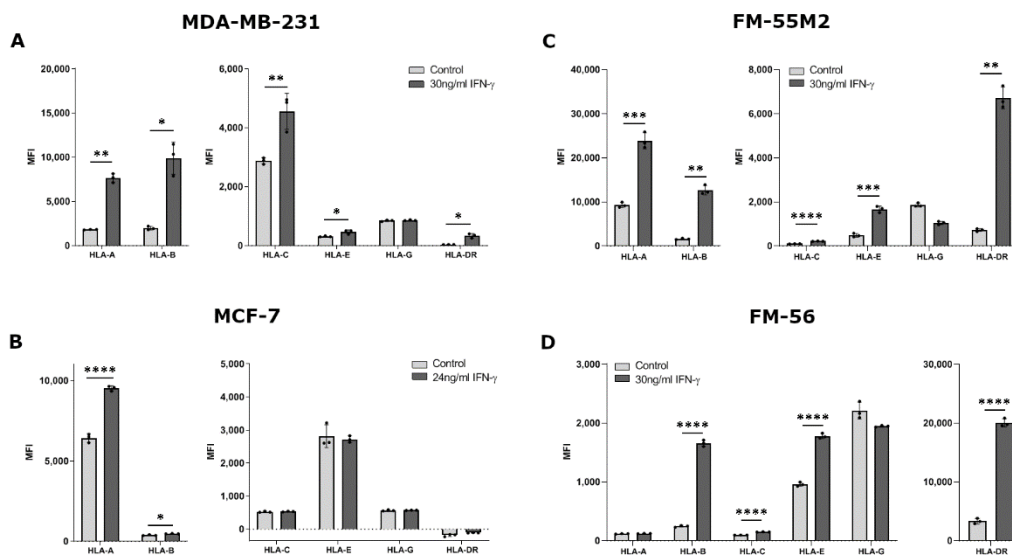 MDA-MB-231
A
20,000
15,000
10,000
5,000
0
MFI
**
*
HLA-A
HLA-B
6,000
4,000
2,000
0
MFI
Control
30ng/ml IFN-γ
**
*
*
HLA-C
HLA-E
HLA-G
HLA-DR
FM-55M2
C
40,000
30,000
20,000
10,000
0
MFI
***
**
HLA-A
HLA-B
8,000
6,000
4,000
2,000
0
MFI
Control
30ng/ml IFN-γ
****
***
**
HLA-C
HLA-E
HLA-G
HLA-DR
MCF-7
B
10,000
5,000
0
MFI
****
*
HLA-A
HLA-B
5,000
4,000
3,000
2,000
1,000
0
MFI
Control
24ng/ml IFN-γ
HLA-C
HLA-E
HLA-G
HLA-DR
FM-56
D
3,000
2,000
1,000
0
MFI
Control
30ng/ml IFN-γ
****
****
****
HLA-A
HLA-B
HLA-C
HLA-E
HLA-G
30,000
20,000
10,000
0
****
HLA-DR